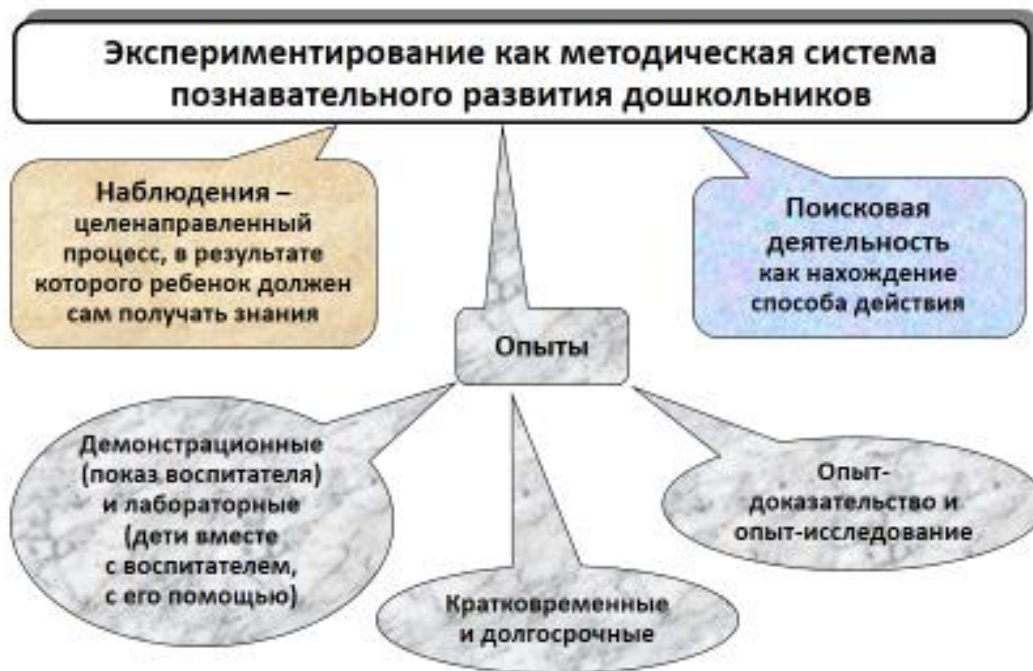 Экспериментирование как методическая система
познавательного развития дошкольников
Наблюдения –
целенаправленный
процесс, в результате
которого ребенок должен
сам получать знания
Поисковая
деятельность
как нахождение
способа действия
Опыты
Демонстрационные
(показ воспитателя)
и лабораторные
(дети вместе
с воспитателем,
с его помощью)
Кратковременные
и долгосрочные
Опыт-
доказательство и
опыт-исследование